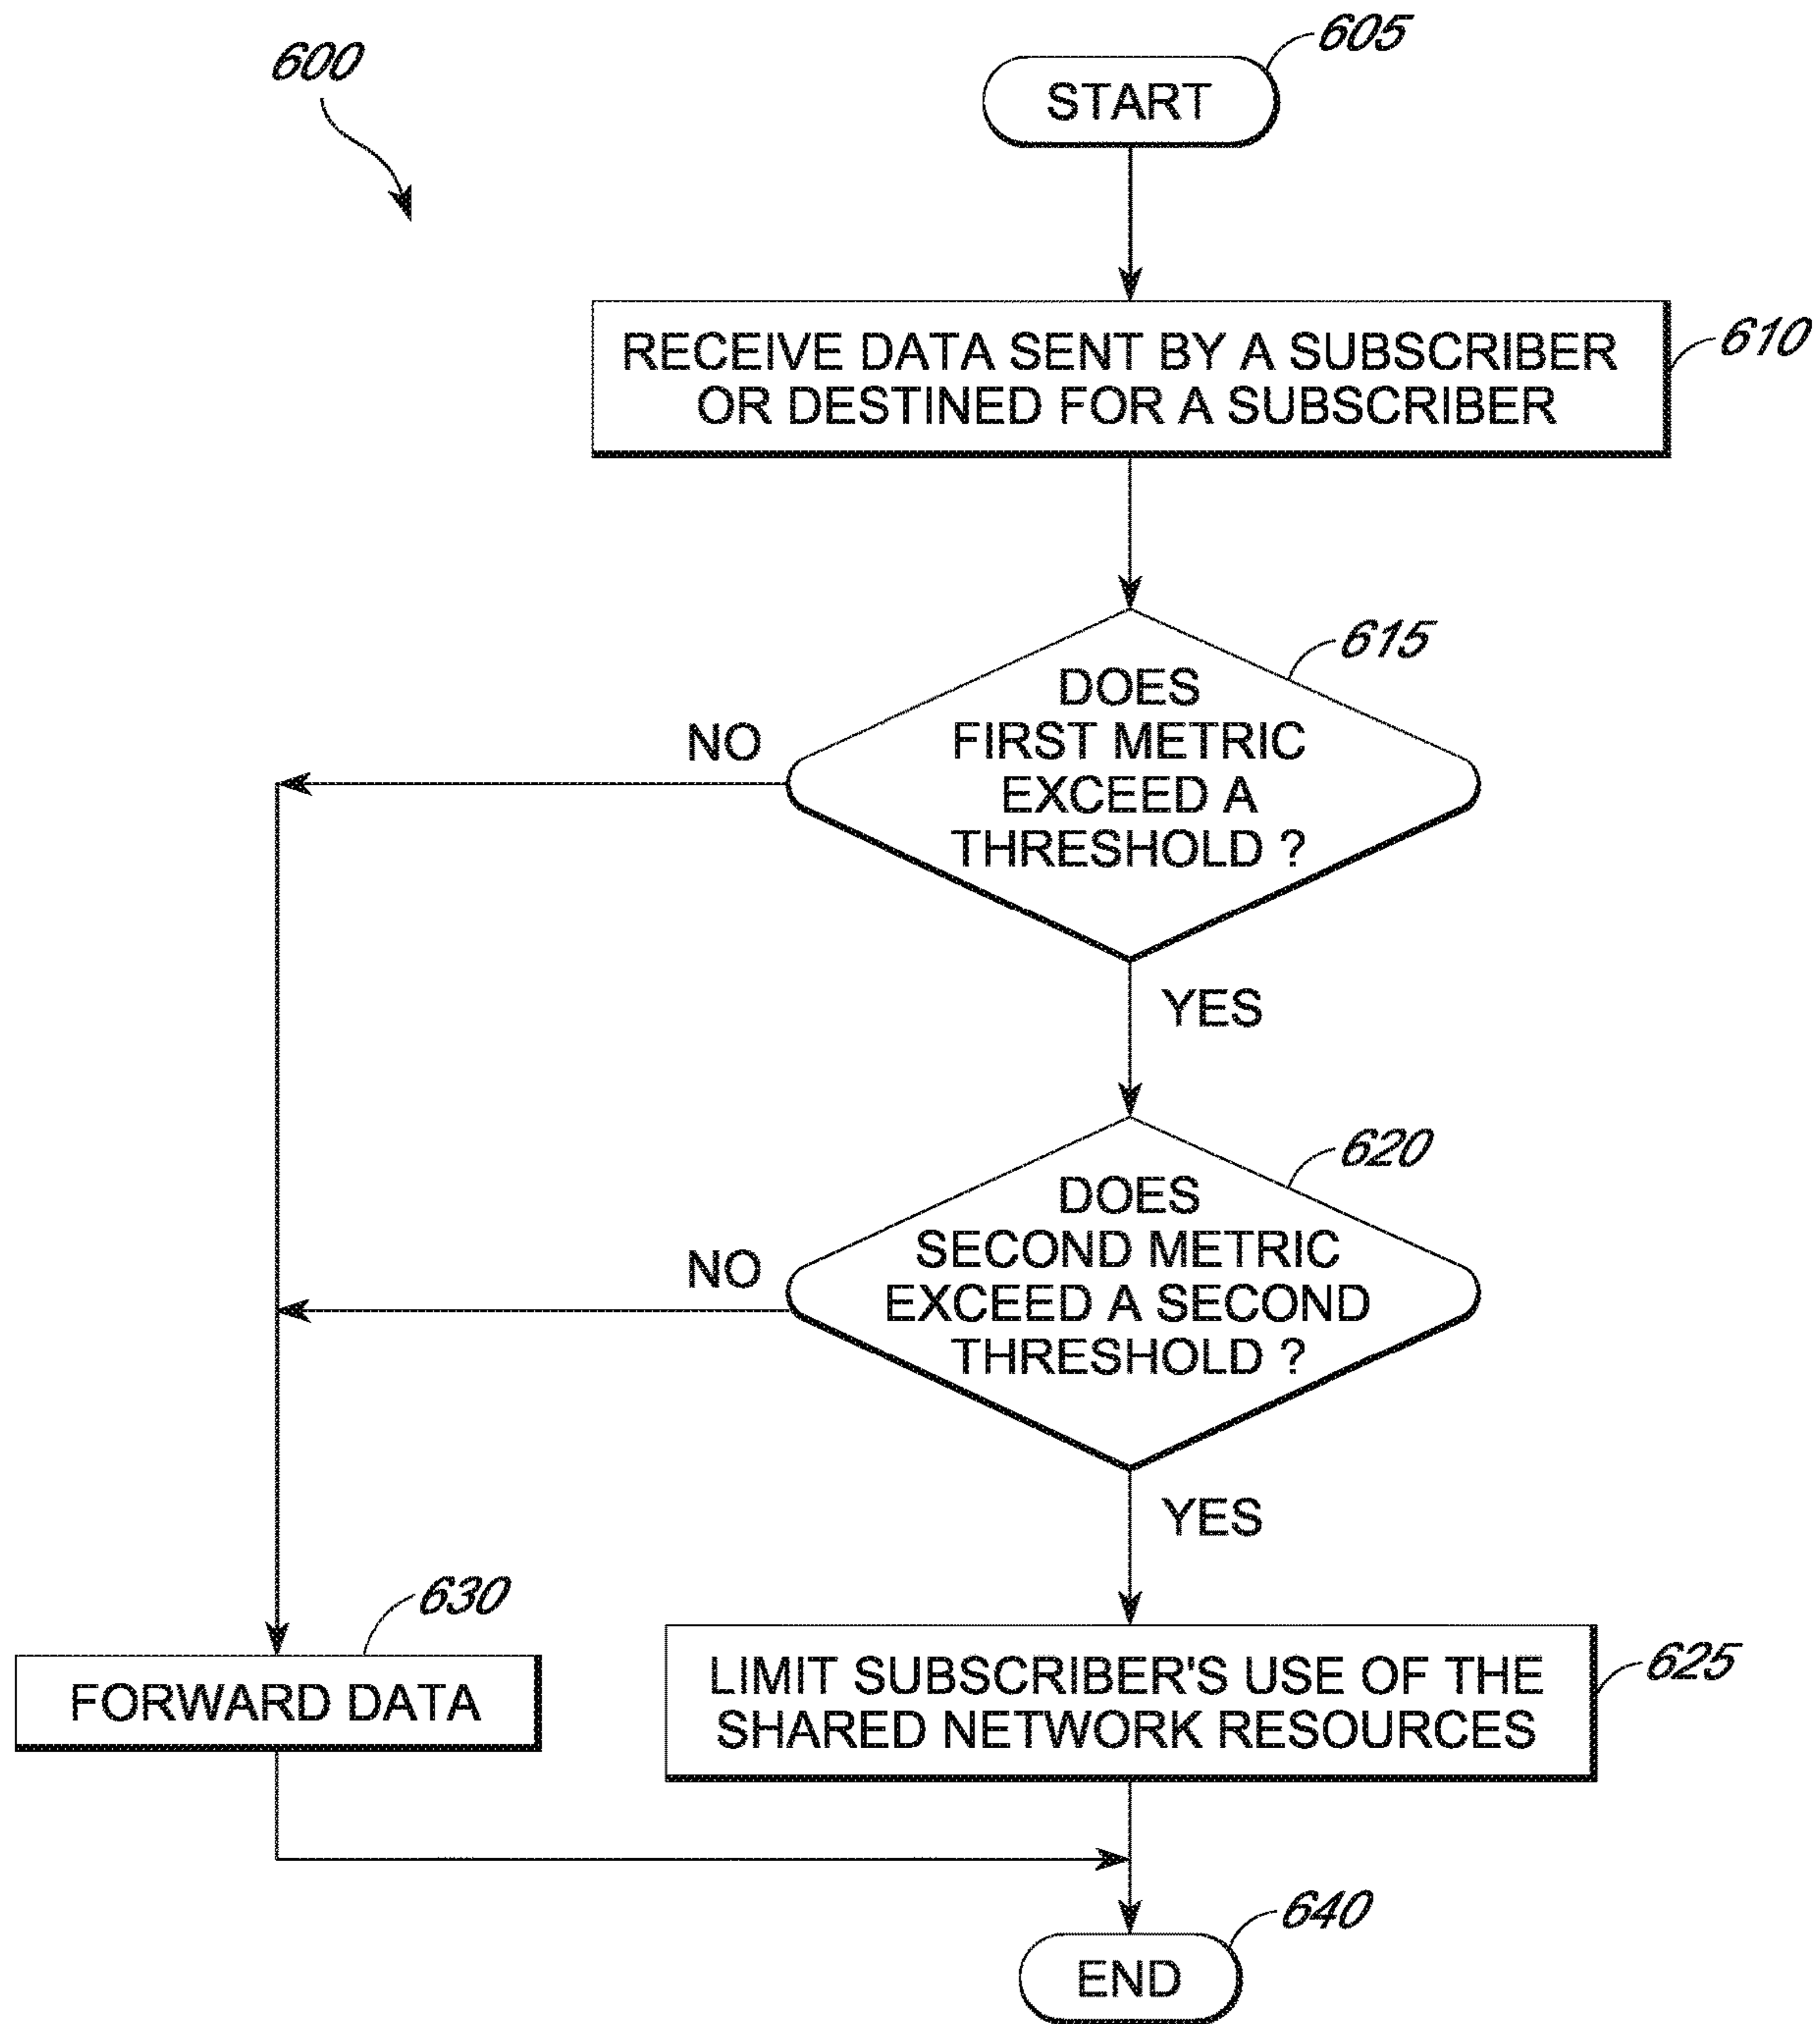 600
605
START
RECEIVE DATA SENT BY A SUBSCRIBER
OR DESTINED FOR A SUBSCRIBER
610
615
DOES
FIRST METRIC
EXCEED A
THRESHOLD ?
NO
YES
620
DOES
SECOND METRIC
EXCEED A SECOND
THRESHOLD ?
NO
YES
630
FORWARD DATA
LIMIT SUBSCRIBER'S USE OF THE
SHARED NETWORK RESOURCES
625
640
END